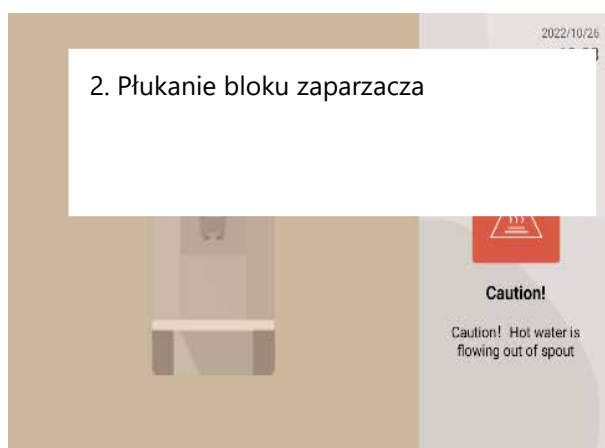 2022/10/26
2. Płukanie bloku zaparzacza
Caution!
Caution! Hot water is
flowing out of spout